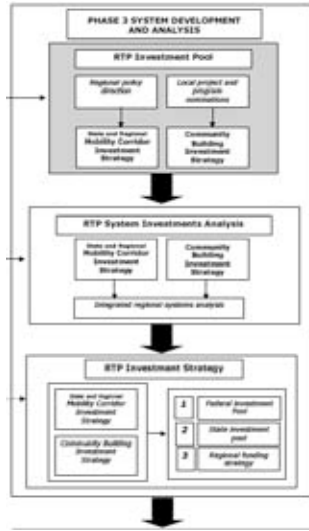 PHASE 3 SYSTEM DEVELOPMENT
AND ANALYSIS
RTP Investment Pool
Regional policy
direction
Local project and
program
nominations
State and Regional
Mobility Corridor
Investment
Strategy
Community
Building
Investment
Strategy
RTP System Investments Analysis
State and Regional
Mobility Corridor
Investment
Strategy
Community
Building
Investment
Strategy
Integrated regional systems analysis
RTP Investment Strategy
State and Regional
Mobility Corridor
Investment
Strategy
Community Building
Investment
Strategy
1
Federal Investment
Pool
2
State investment
pool
3
Regional funding
strategy